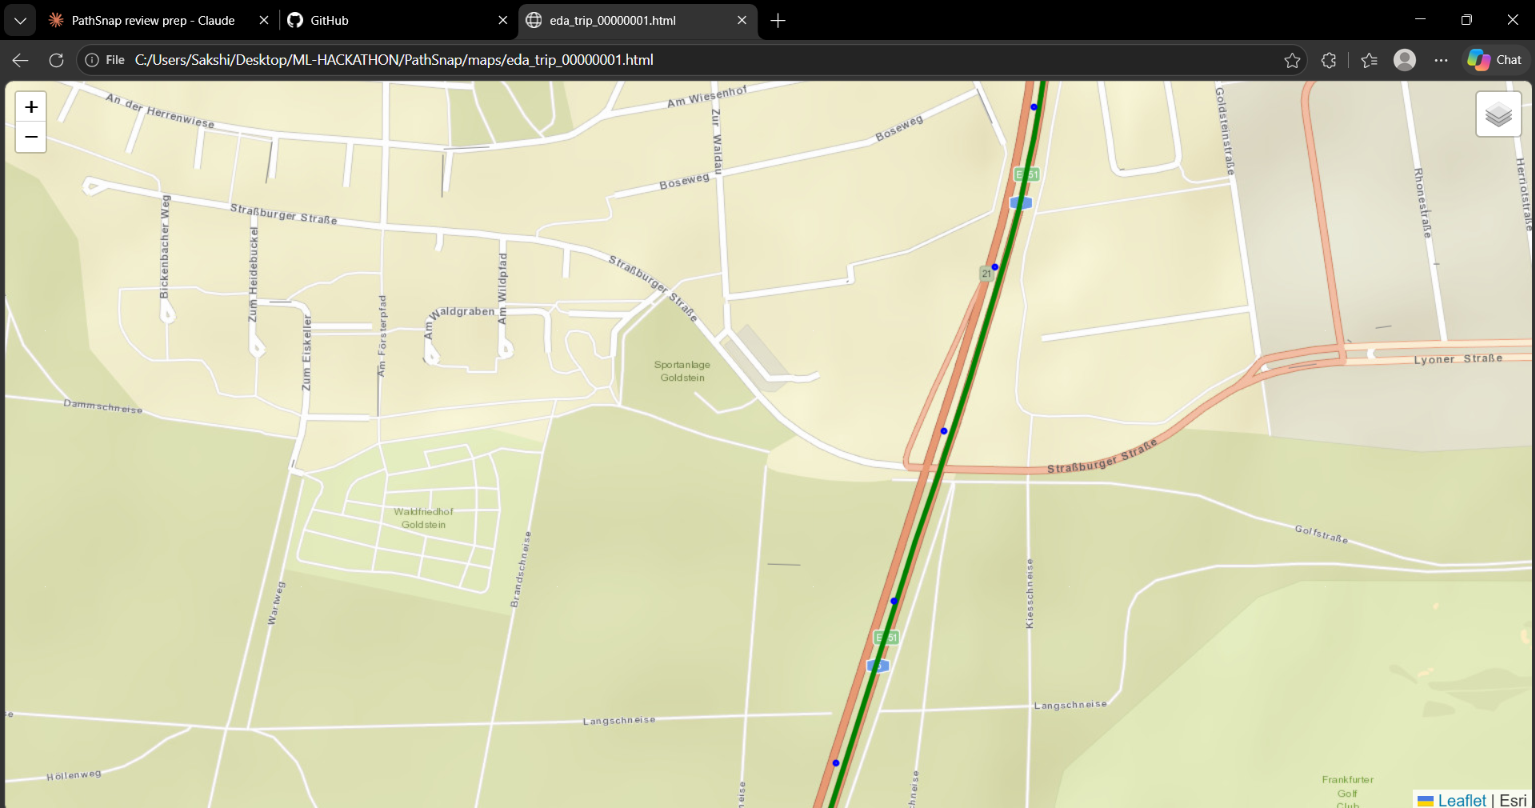 PathSnap review prep - Claude
GitHub
eda_trip_00000001.html
File
C:/Users/Sakshi/Desktop/ML-HACKATHON/PathSnap/maps/eda_trip_00000001.html
Chat
+
−
An der Herrenwiese
Am Wiesenhof
Zur Waldau
Boseweg
Boseweg
Goldsteinstraße
Rhonestraße
Herriotstraße
Bickenbacher Weg
Straßburger Straße
Zum Heidebuckel
Am Wildpfad
Straßburger Straße
21
Zum Eiskeller
Am Försterpfad
Am Waldgraben
Sportanlage
Goldstein
Lyoner Straße
Dammschneise
Straßburger Straße
Waldfriedhof
Goldstein
Golfstraße
Brandschneise
Wartweg
Kiesschneise
Langschneise
Langschneise
Höllenweg
Frankfurter
Golf
Club
Leaflet | Esri